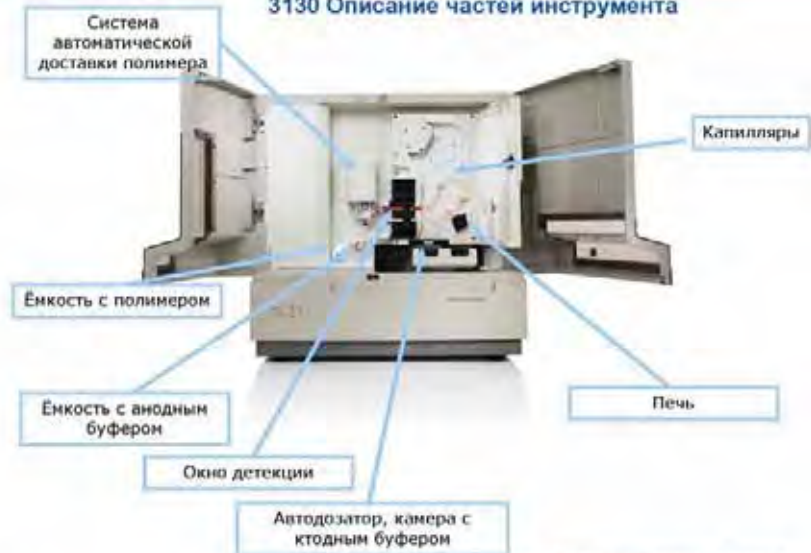 3130 Описание частей инструмента
Система
автоматической
доставки полимера
Капилляры
Ёмкость с полимером
Ёмкость с анодным
буфером
Печь
Окно детекции
Автодозатор, камера с
ктодным буфером